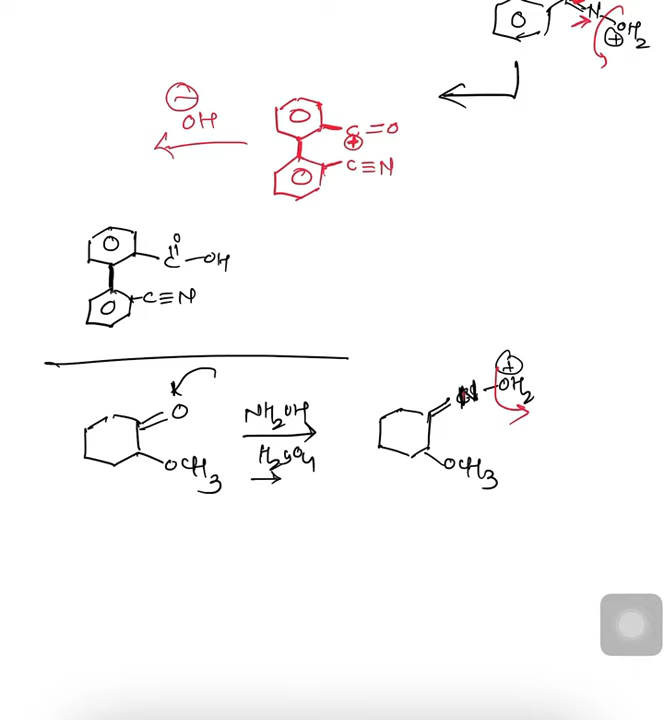 N
OH2
⊕
⊖
OH
C=O
⊕
C≡N
O
C-OH
C≡N
O
NH2OH
H2SO4
OCH3
⊕
N-OH2
OCH3